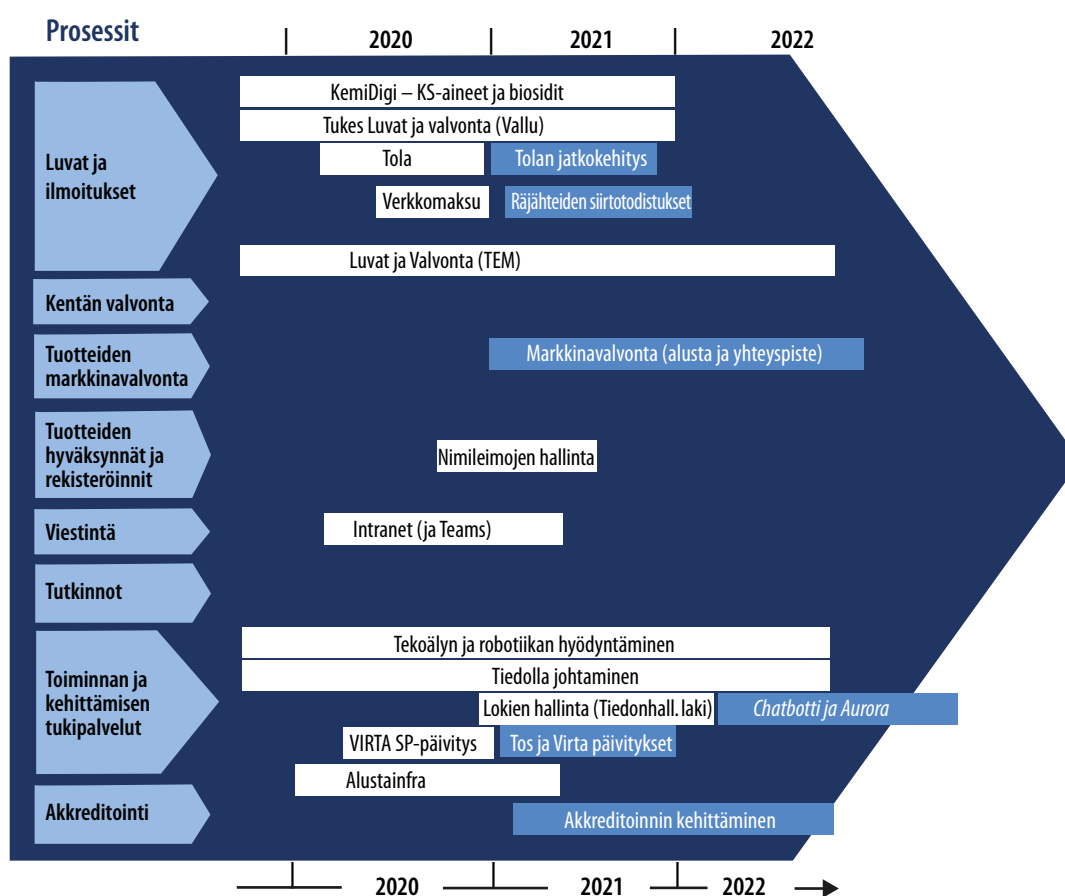 Prosessit
2020
2021
2022
Luvat ja
ilmoitukset
KemiDigi – KS-aineet ja biosidit
Tukes Luvat ja valvonta (Vallu)
Tola
Tolan jatkokehitys
Verkkomaksu
Räjähteiden siirtotodistukset
Luvat ja Valvonta (TEM)
Kentän valvonta
Tuotteiden
markkinavalvonta
Markkinavalvonta (alusta ja yhteyspiste)
Tuotteiden
hyväksynnät ja
rekisteröinnit
Nimileimojen hallinta
Viestintä
Intranet (ja Teams)
Tutkinnot
Toiminnan ja
kehittämisen
tukipalvelut
Tekoälyn ja robotiikan hyödyntäminen
Tiedolla johtaminen
Lokien hallinta (Tiedonhall. laki)
Chatbotti ja Aurora
VIRTA SP-päivitys
Tos ja Virta päivitykset
Alustainfra
Akkreditointi
Akkreditoinnin kehittäminen
2020
2021
2022